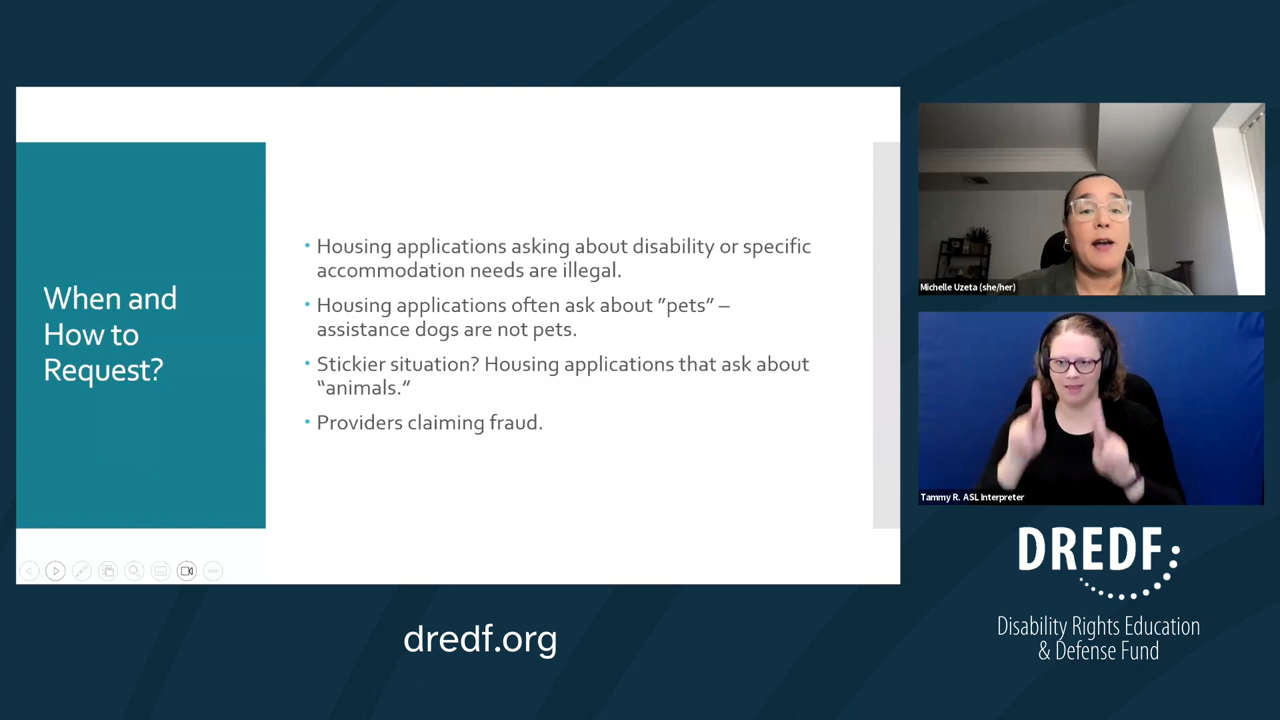 When and
How to
Request?
• Housing applications asking about disability or specific
accommodation needs are illegal.
• Housing applications often ask about ”pets” –
assistance dogs are not pets.
• Stickier situation? Housing applications that ask about
“animals.”
• Providers claiming fraud.
Michelle Uzeta (she/her)
Tammy R. ASL Interpreter
DREDF
Disability Rights Education
& Defense Fund
dredf.org